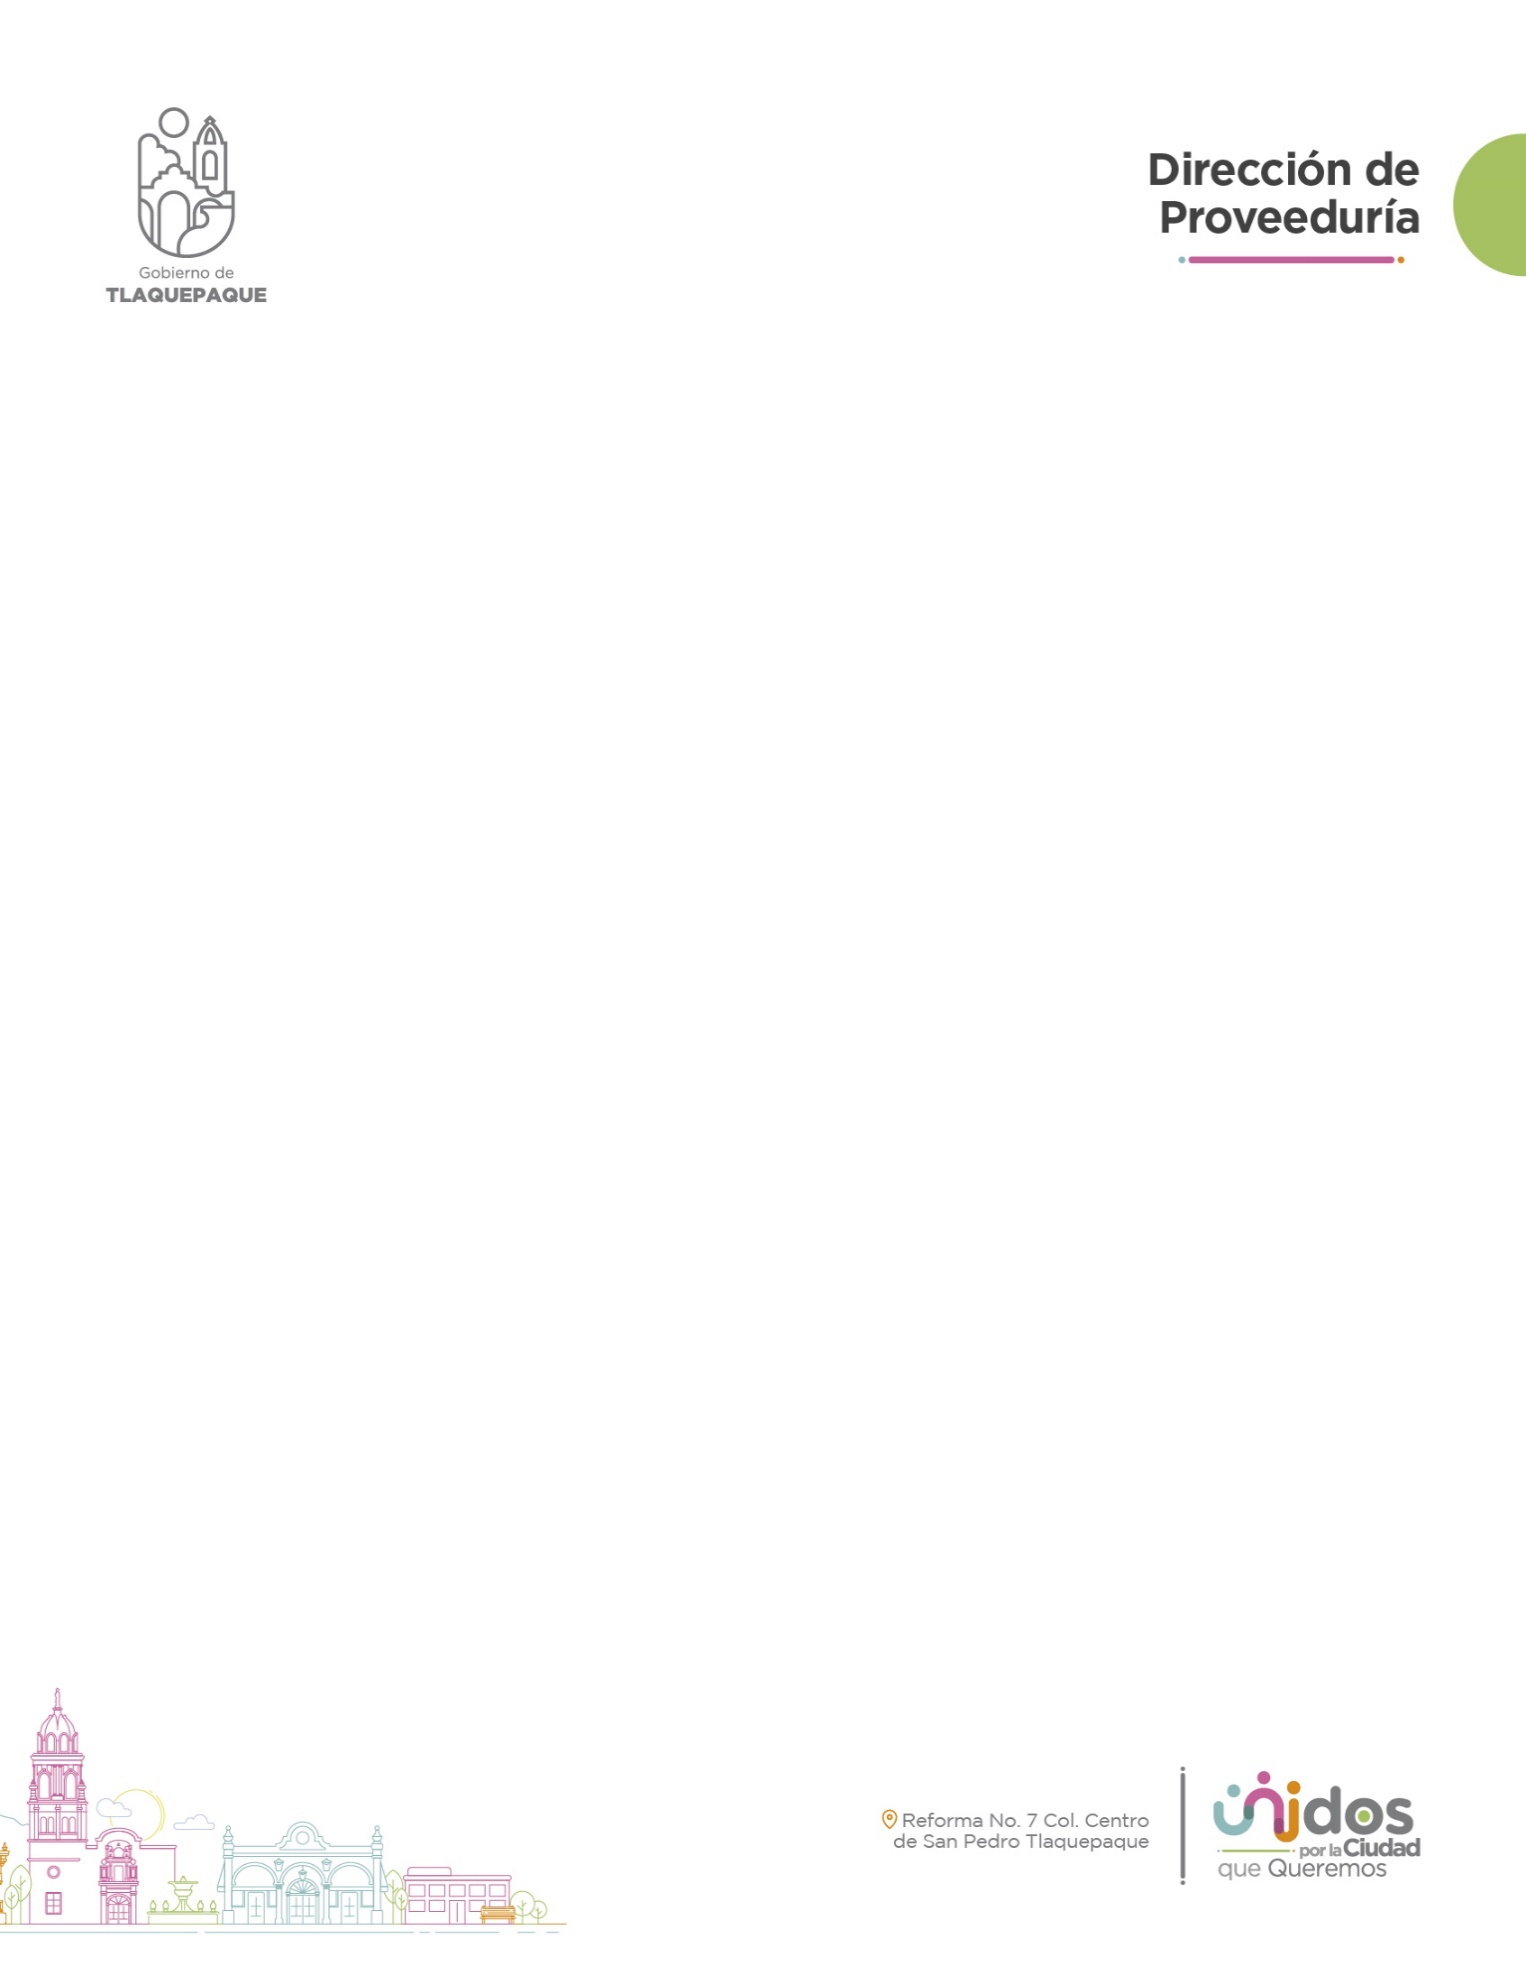 Gobierno de
TLAQUEPAQUE
Dirección de
Proveeduría
Reforma No. 7 Col. Centro
de San Pedro Tlaquepaque
Unidos
por la Ciudad
que Queremos